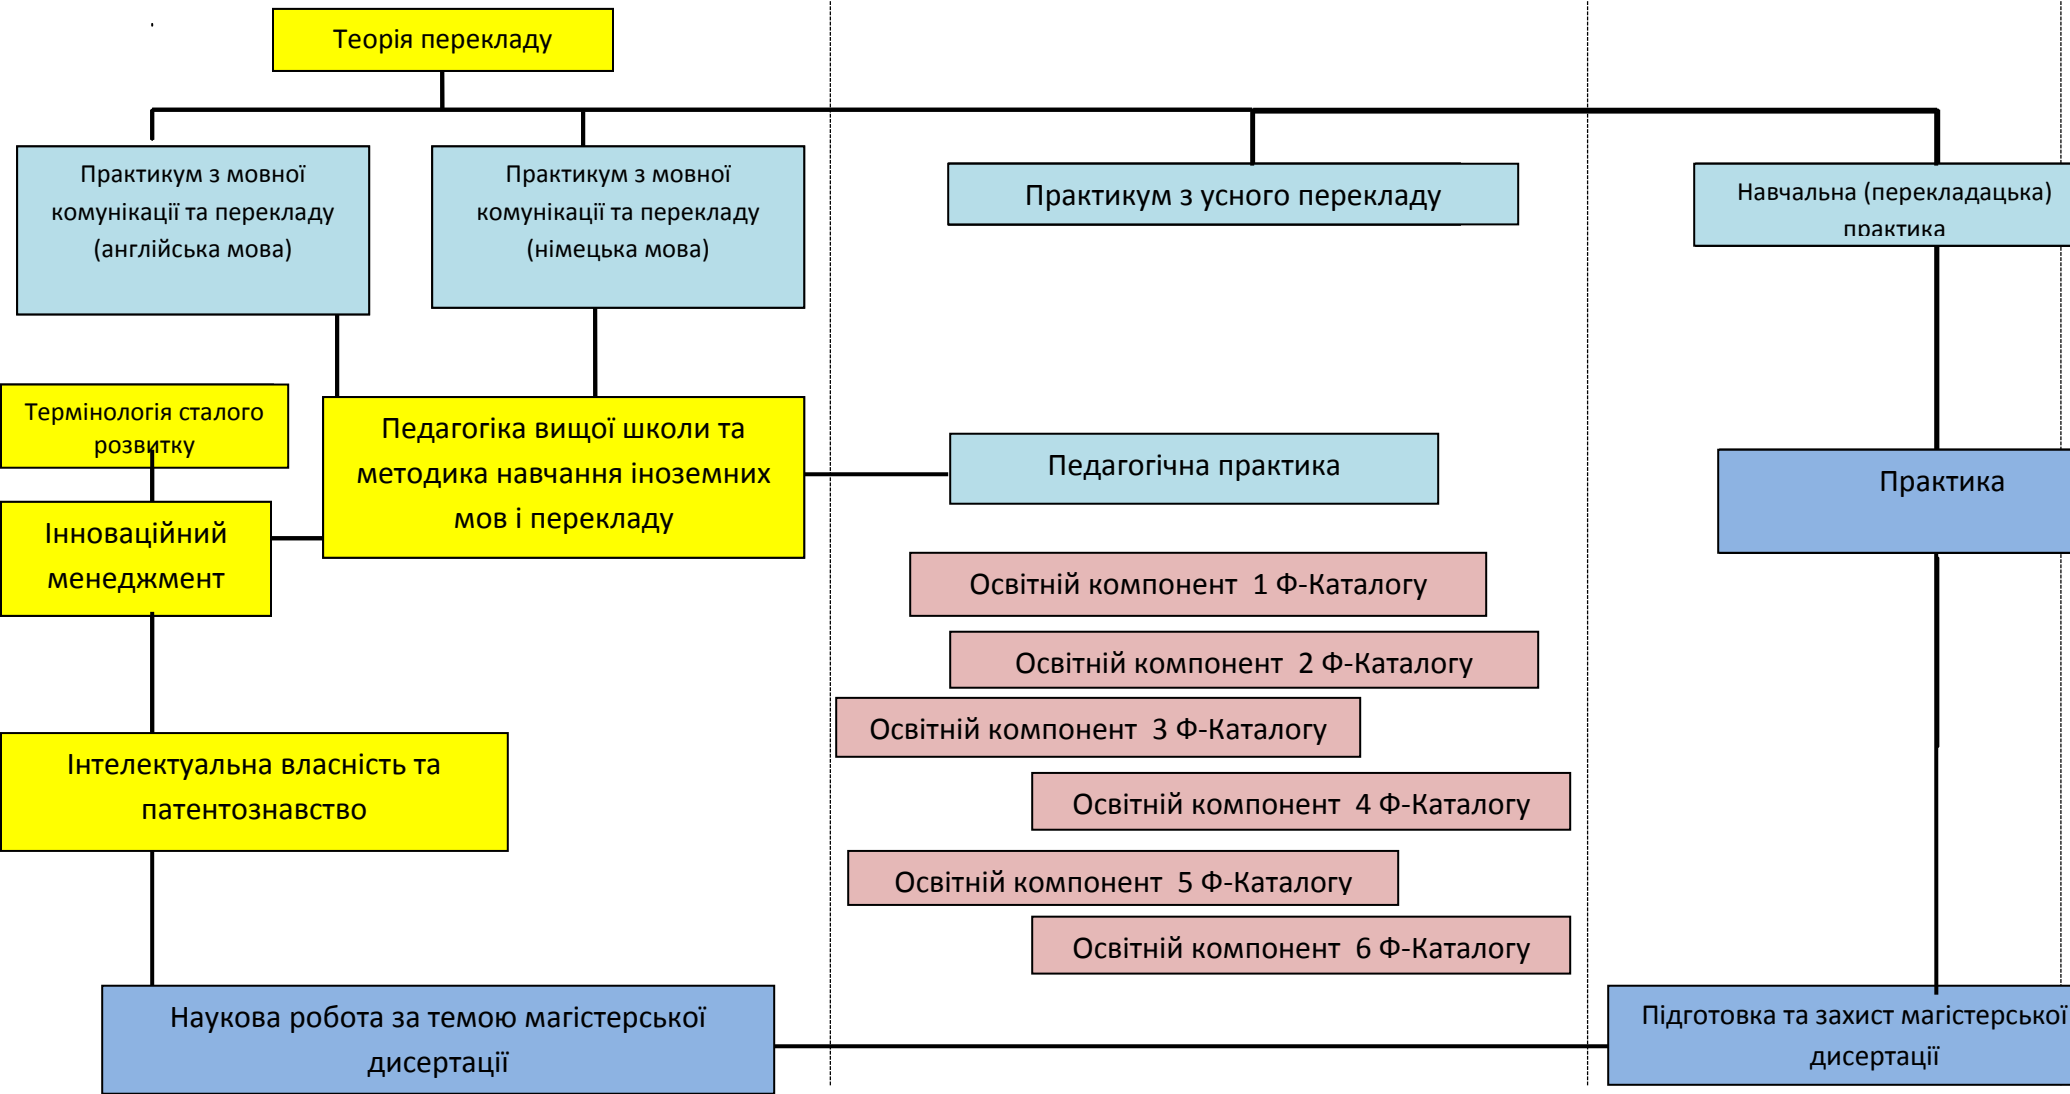 Теорія перекладу
Практикум з мовної
комунікації та перекладу
(англійська мова)
Практикум з мовної
комунікації та перекладу
(німецька мова)
Практикум з усного перекладу
Навчальна (перекладацька)
практика
Термінологія сталого
розвитку
Педагогіка вищої школи та
методика навчання іноземних
мов і перекладу
Педагогічна практика
Практика
Інноваційний
менеджмент
Освітній компонент  1 Ф-Каталогу
Освітній компонент  2 Ф-Каталогу
Освітній компонент  3 Ф-Каталогу
Інтелектуальна власність та
патентознавство
Освітній компонент  4 Ф-Каталогу
Освітній компонент  5 Ф-Каталогу
Освітній компонент  6 Ф-Каталогу
Наукова робота за темою магістерської
дисертації
Підготовка та захист магістерської
дисертації